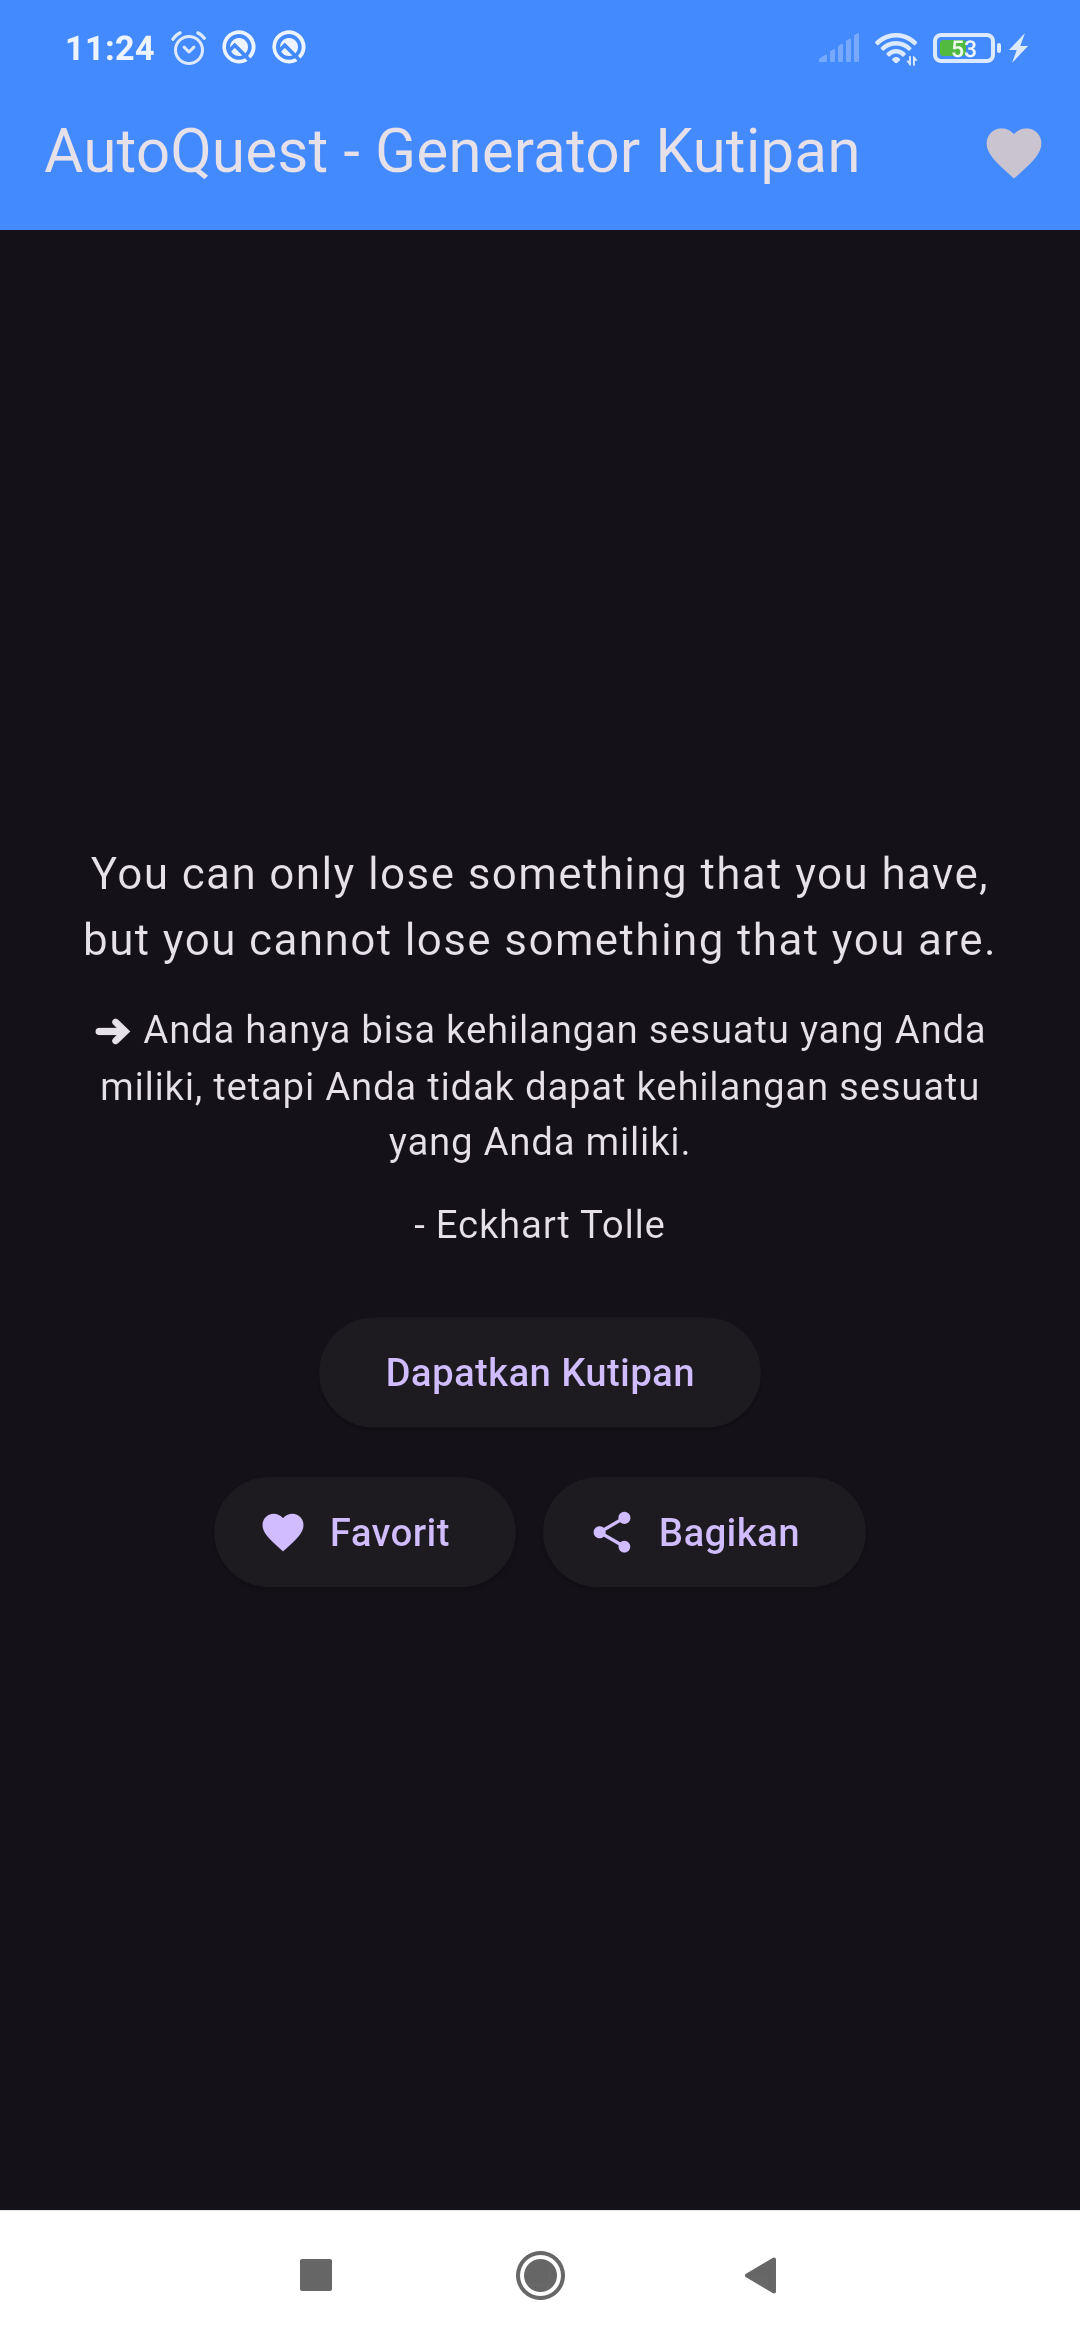 11:24
53
AutoQuest - Generator Kutipan
You can only lose something that you have,
but you cannot lose something that you are.
➜ Anda hanya bisa kehilangan sesuatu yang Anda
miliki, tetapi Anda tidak dapat kehilangan sesuatu
yang Anda miliki.
- Eckhart Tolle
Dapatkan Kutipan
Favorit
Bagikan